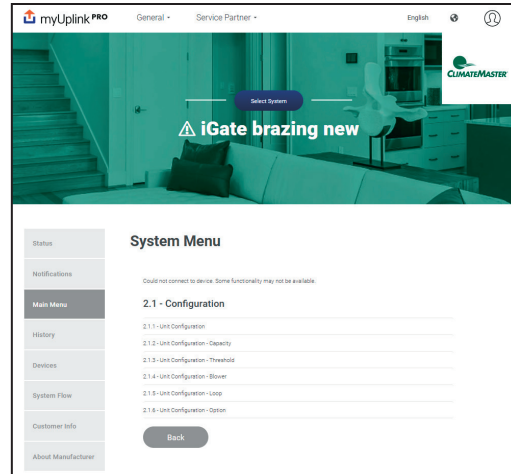 myUplink PRO
General
Service Partner
English
CLIMATEMASTER
Select System
iGate brazing new
Status
Notifications
Main Menu
History
Devices
System Flow
Customer Info
About Manufacturer
System Menu
Could not connect to device. Some functionality may not be available.
2.1 - Configuration
2.1.1 - Unit Configuration
2.1.2 - Unit Configuration - Capacity
2.1.3 - Unit Configuration - Threshold
2.1.4 - Unit Configuration - Blower
2.1.5 - Unit Configuration - Loop
2.1.6 - Unit Configuration - Option
Back